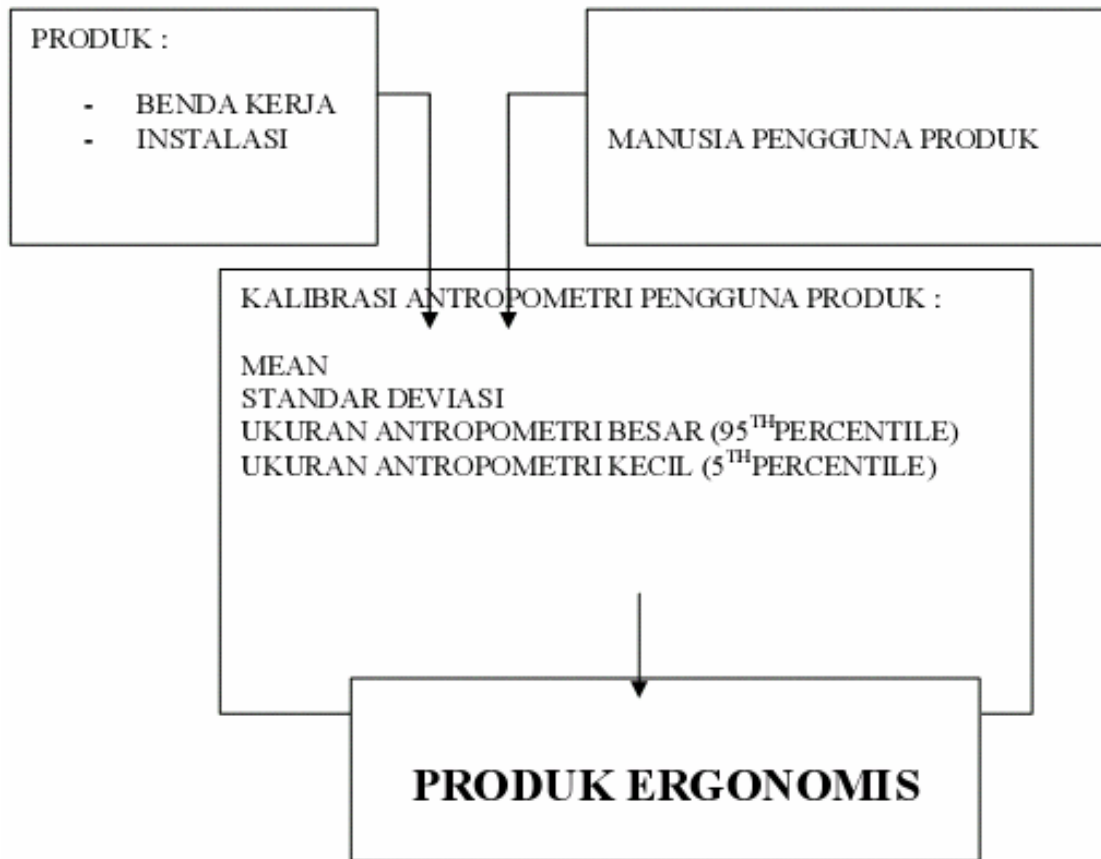 PRODUK :
- BENDA KERJA
- INSTALASI
MANUSIA PENGGUNA PRODUK
KALIBRASI ANTROPOMETRI PENGGUNA PRODUK :
MEAN
STANDAR DEVIASI
UKURAN ANTROPOMETRI BESAR (95TH PERCENTILE)
UKURAN ANTROPOMETRI KECIL (5TH PERCENTILE)
PRODUK ERGONOMIS